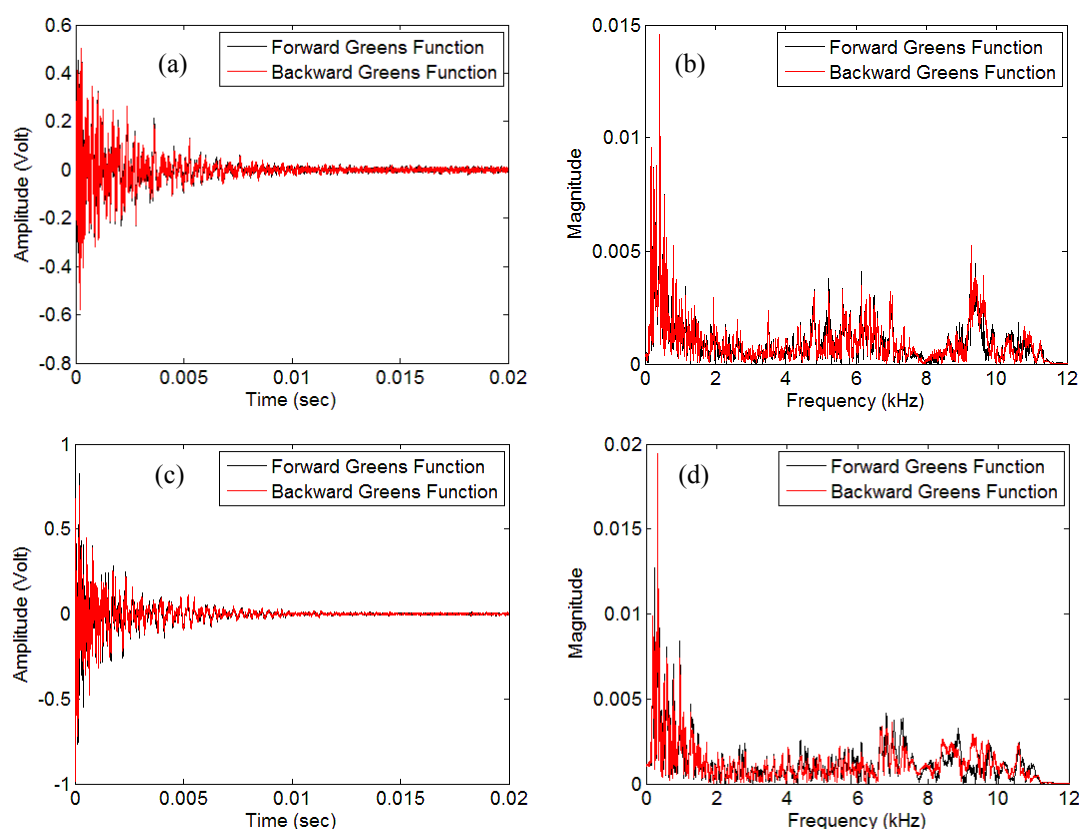 0.6
0.4
0.2
0
-0.2
-0.4
-0.6
-0.8
Amplitude (Volt)
(a)
Forward Greens Function
Backward Greens Function
0 0.005 0.01 0.015 0.02
Time (sec)
0.015
0.01
0.005
0
Magnitude
(b)
Forward Greens Function
Backward Greens Function
0 2 4 6 8 10 12
Frequency (kHz)
1
0.5
0
-0.5
-1
Amplitude (Volt)
(c)
Forward Greens Function
Backward Greens Function
0 0.005 0.01 0.015 0.02
Time (sec)
0.02
0.015
0.01
0.005
0
Magnitude
(d)
Forward Greens Function
Backward Greens Function
0 2 4 6 8 10 12
Frequency (kHz)